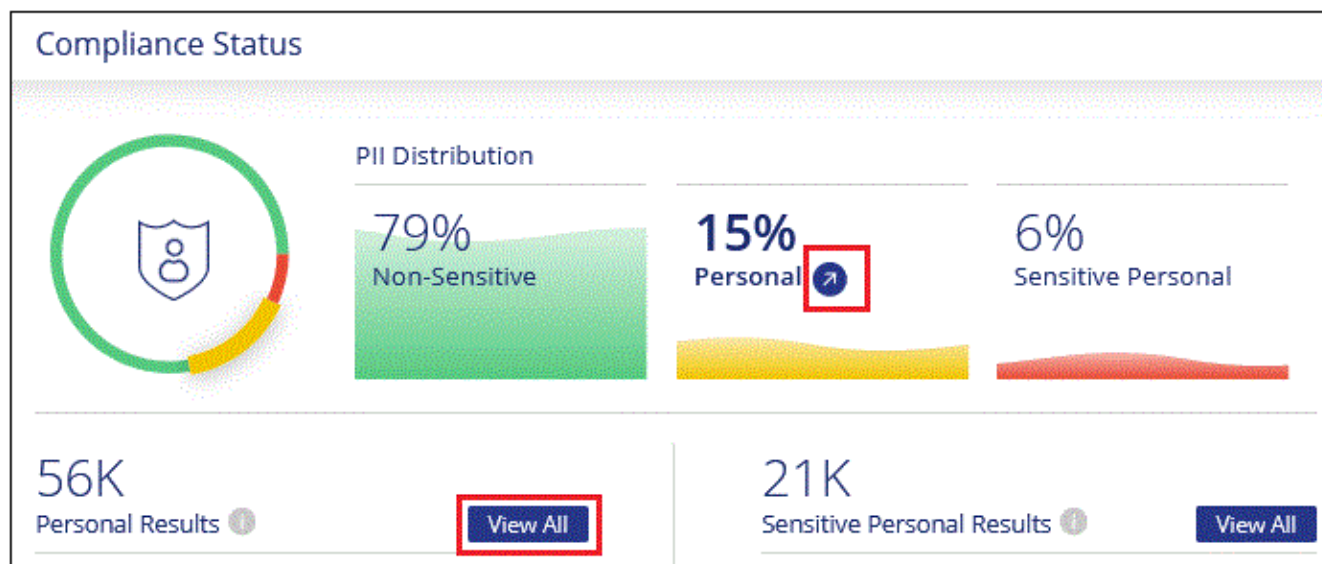 Compliance Status
PII Distribution
79%
Non-Sensitive
15%
Personal
6%
Sensitive Personal
56K
Personal Results
View All
21K
Sensitive Personal Results
View All